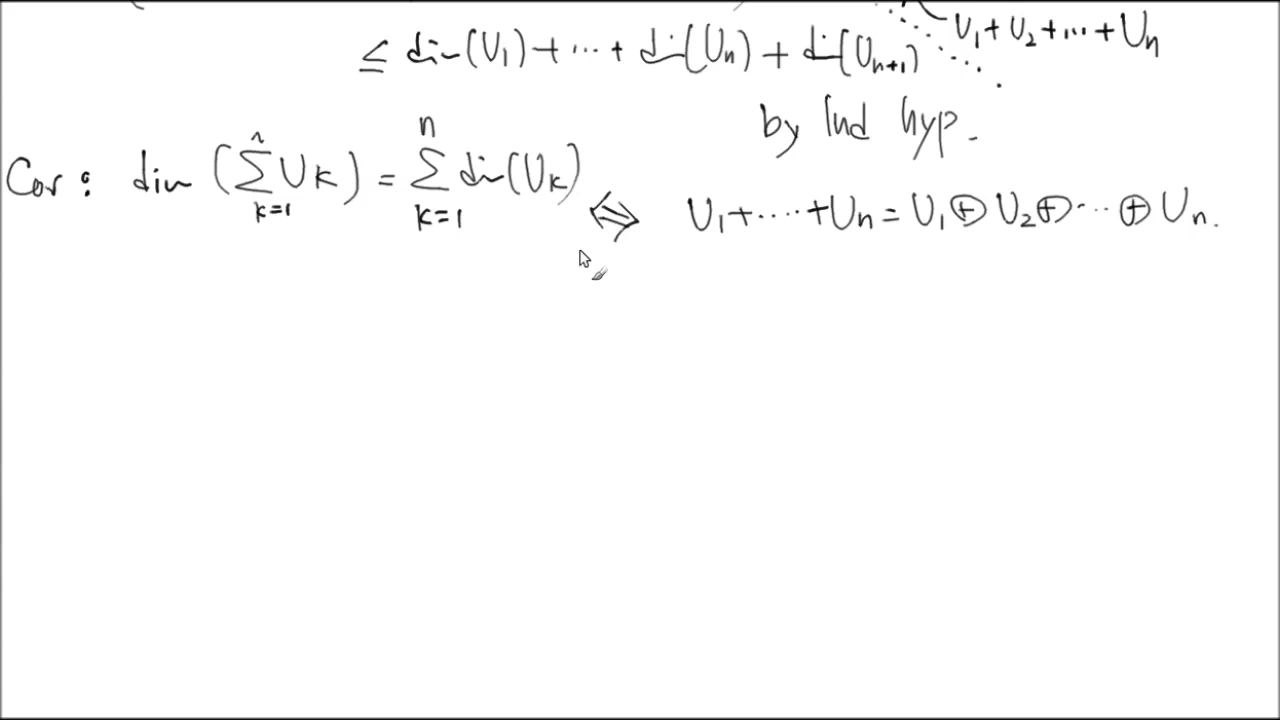 U₁ + U₂ + ⋯ + Uₙ
≤ dim(U₁) + ⋯ + dim(Uₙ) + dim(Uₙ₊₁)
by Ind hyp.
Cor: dim (∑ₖ₌₁ⁿ Uₖ) = ∑ₖ₌₁ⁿ dim(Uₖ) ⇔ U₁ + ⋯ + Uₙ = U₁ ⊕ U₂ ⊕ ⋯ ⊕ Uₙ.